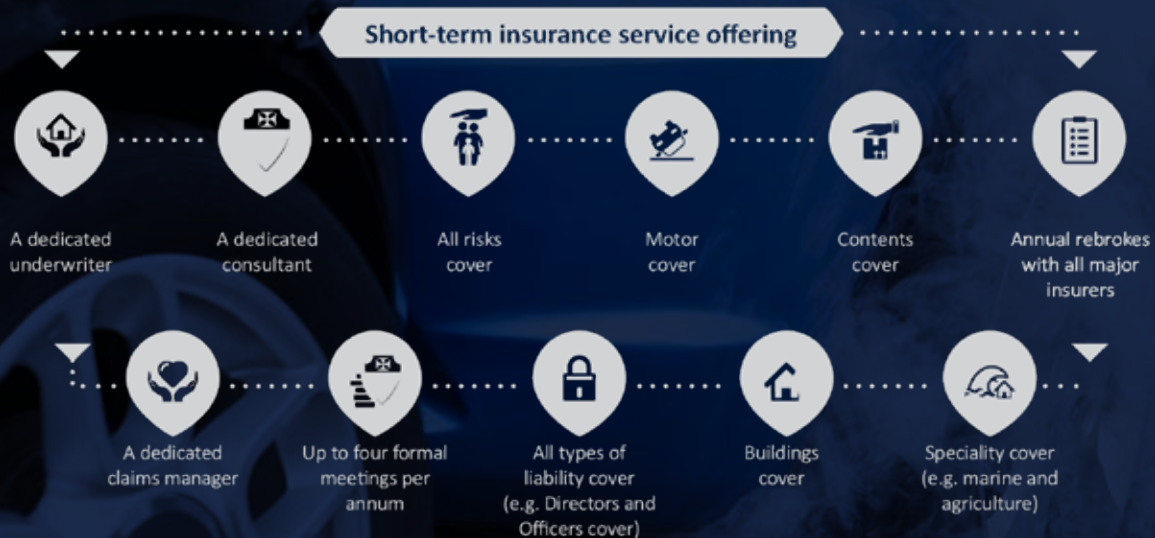 Short-term insurance service offering
A dedicated
underwriter
A dedicated
consultant
All risks
cover
Motor
cover
Contents
cover
Annual rebrokes
with all major
insurers
A dedicated
claims manager
Up to four formal
meetings per
annum
All types of
liability cover
(e.g. Directors and
Officers cover)
Buildings
cover
Speciality cover
(e.g. marine and
agriculture)